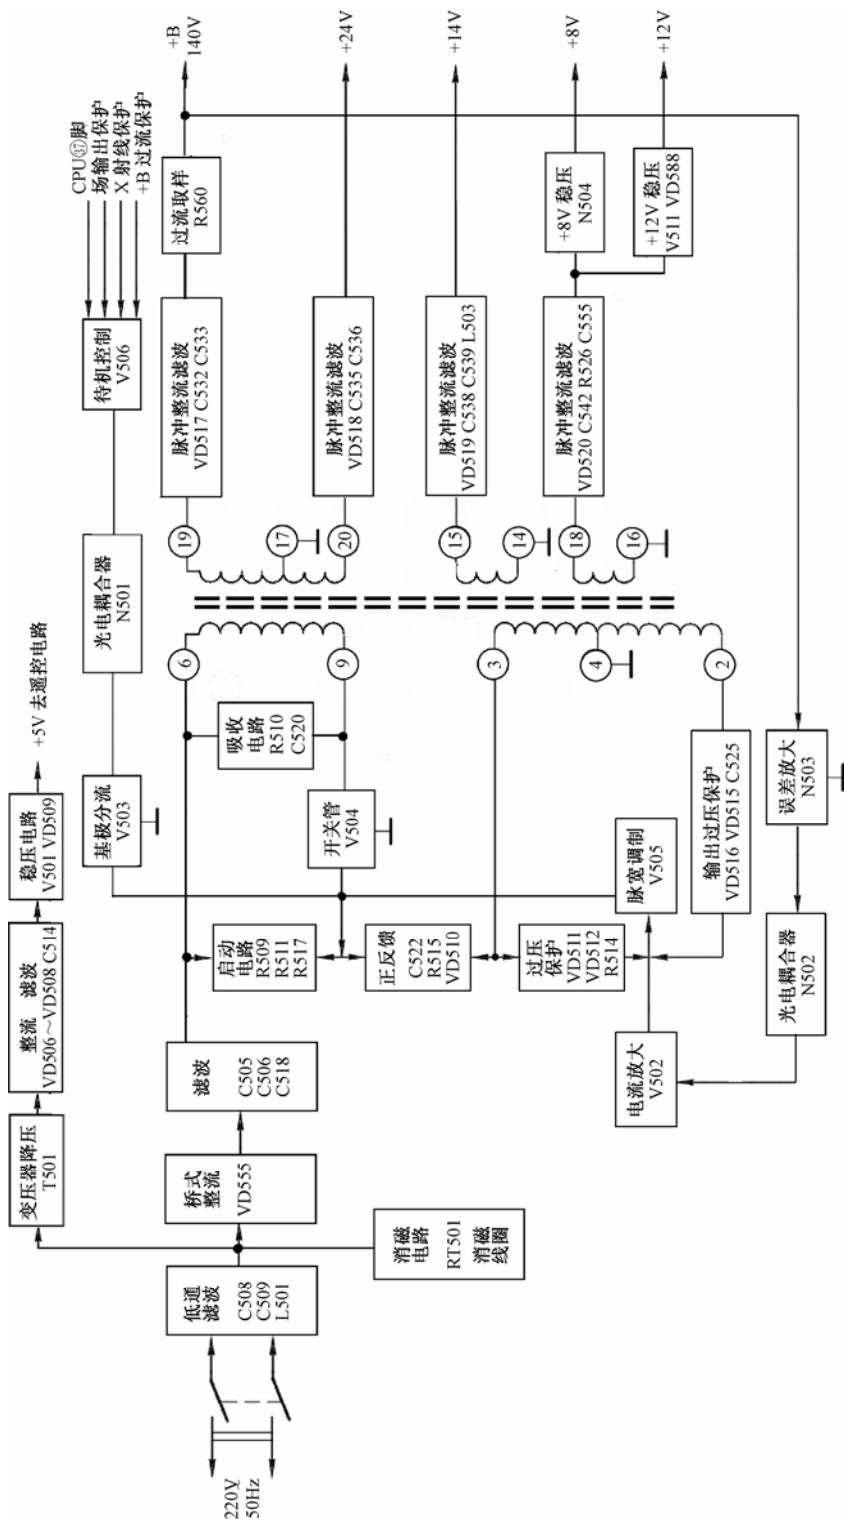 220V
50Hz
低通
滤波
C508
C509
L501
消磁
电路
RT501
消磁
线圈
桥式
整流
VD555
滤波
C505
C506
C518
变压器降压
T501
整流 滤波
VD506～VD508 C514
稳压电路
V501 VD509
+5V 去遥控电路
启动
电路
R509
R511
R517
正反馈
C522
R515
VD510
过压
保护
VD511
VD512
R514
电流放大
V502
光电耦合器
N502
误差放大
N503
输出过压保护
VD516 VD515 C525
脉宽调制
V505
开关管
V504
基极分流
V503
吸收
电路
R510
C520
光电耦合器
N501
待机控制
V506
CPU㊲脚
场输出保护
X 射线保护
+B 过流保护
6
9
3
4
2
19
17
20
15
14
18
16
脉冲整流滤波
VD517 C532 C533
过流取样
R560
+B
140V
脉冲整流滤波
VD518 C535 C536
+24V
脉冲整流滤波
VD519 C538 C539 L503
+14V
脉冲整流滤波
VD520 C542 R526 C555
+8V 稳压
N504
+8V
+12V 稳压
V511 VD588
+12V